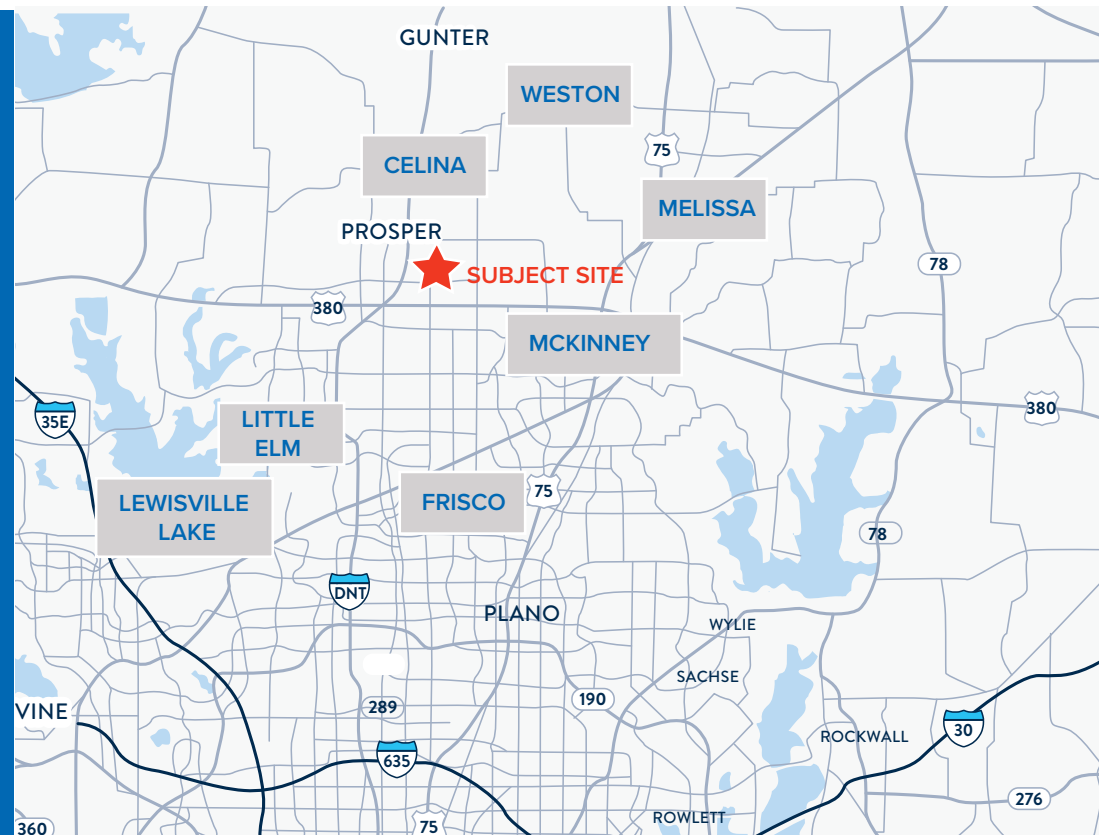 GUNTER
WESTON
75
CELINA
MELISSA
PROSPER
78
SUBJECT SITE
380
MCKINNEY
35E
380
LITTLE
ELM
75
FRISCO
LEWISVILLE
LAKE
78
DNT
PLANO
WYLIE
SACHSE
190
289
VINE
30
ROCKWALL
635
276
ROWLETT
75
360